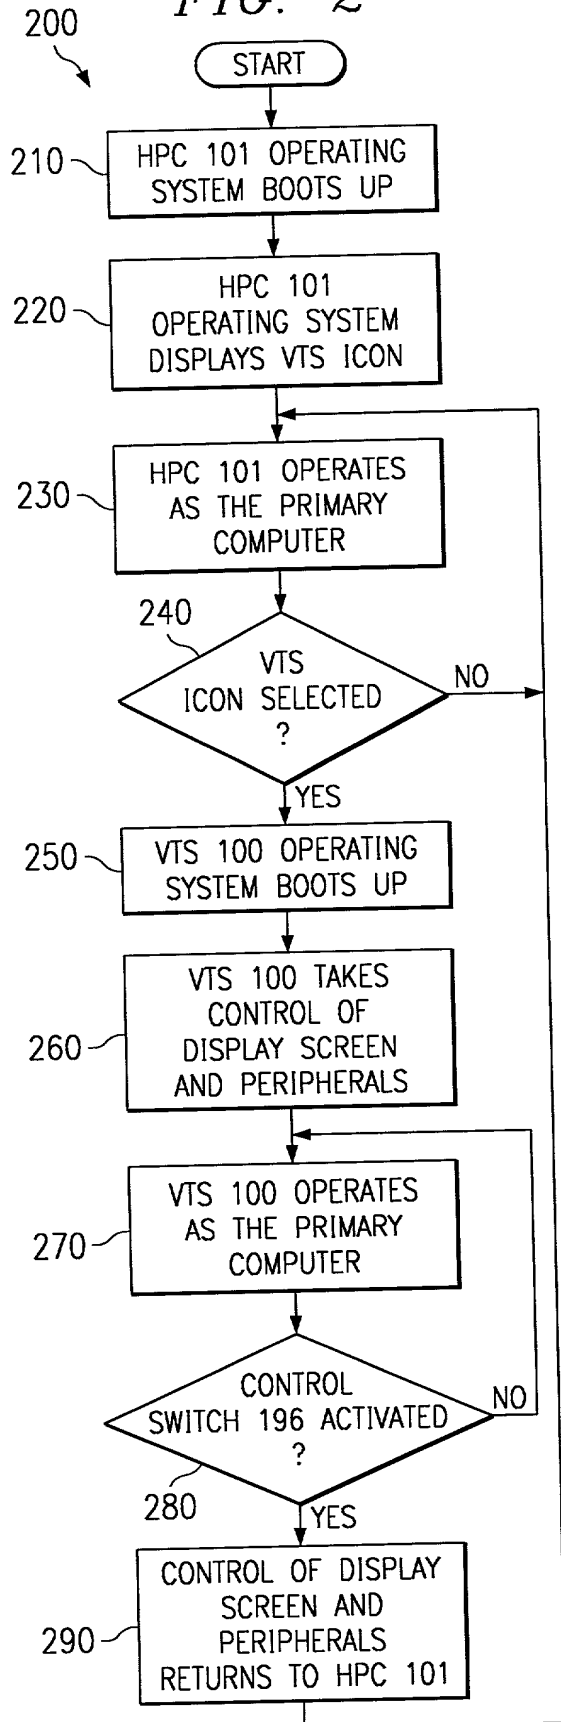 FIG. 2
200
START
210
HPC 101 OPERATING
SYSTEM BOOTS UP
220
HPC 101
OPERATING SYSTEM
DISPLAYS VTS ICON
230
HPC 101 OPERATES
AS THE PRIMARY
COMPUTER
240
VTS
ICON SELECTED
?
NO
YES
250
VTS 100 OPERATING
SYSTEM BOOTS UP
260
VTS 100 TAKES
CONTROL OF
DISPLAY SCREEN
AND PERIPHERALS
270
VTS 100 OPERATES
AS THE PRIMARY
COMPUTER
CONTROL
SWITCH 196 ACTIVATED
?
NO
280
YES
290
CONTROL OF DISPLAY
SCREEN AND
PERIPHERALS
RETURNS TO HPC 101